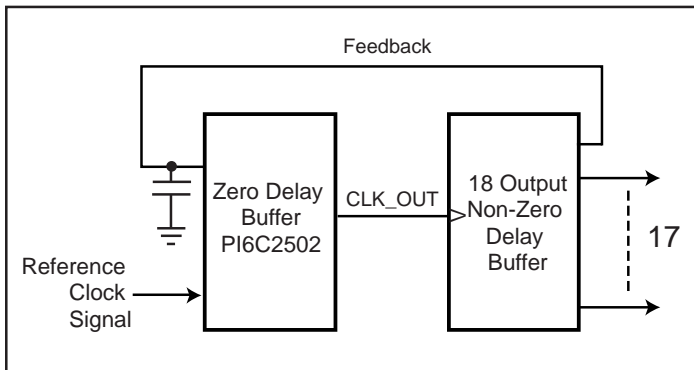 Feedback
Zero Delay
Buffer
PI6C2502
CLK_OUT
18 Output
Non-Zero
Delay
Buffer
17
Reference
Clock
Signal